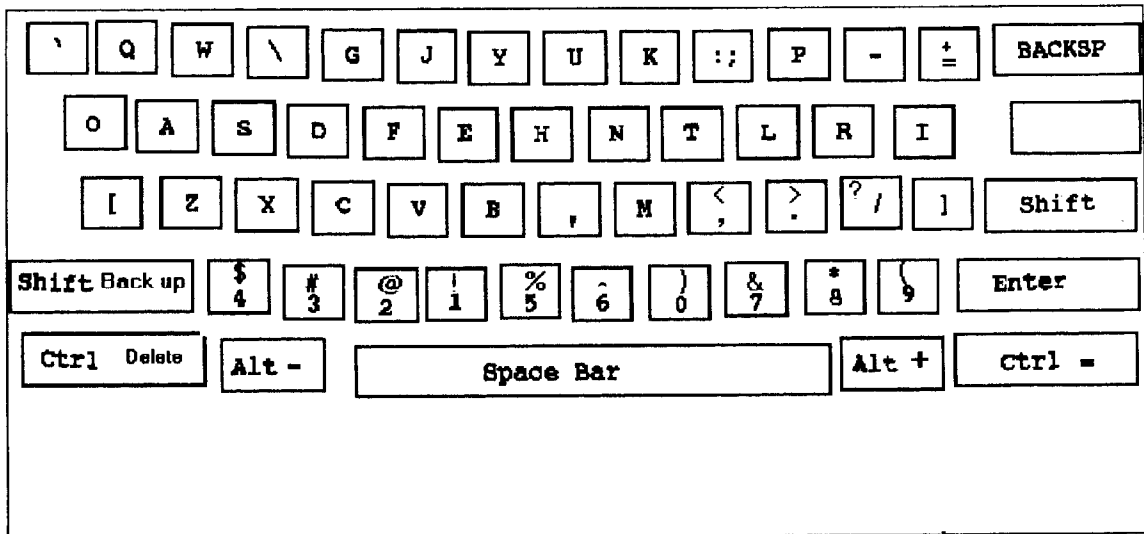 ` Q W \ G J Y U K :; P - + = BACKSP
O A S D F E H N T L R I
[ Z X C V B , M < , > . ? / ] Shift
Shift Back up $ 4 # 3 @ 2 ! 1 % 5 ^ 6 ) 0 & 7 * 8 ( 9 Enter
Ctrl Delete Alt - Space Bar Alt + Ctrl =